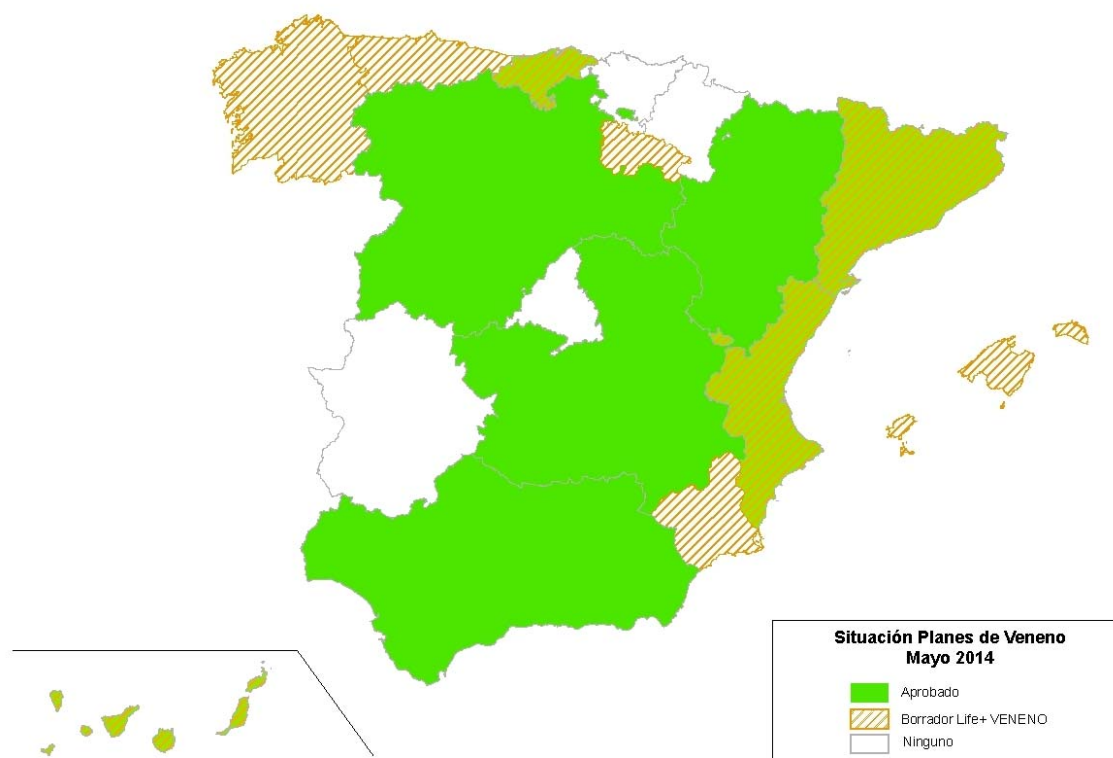 Situación Planes de Veneno
Mayo 2014
Aprobado
Borrador Life+ VENENO
Ninguno